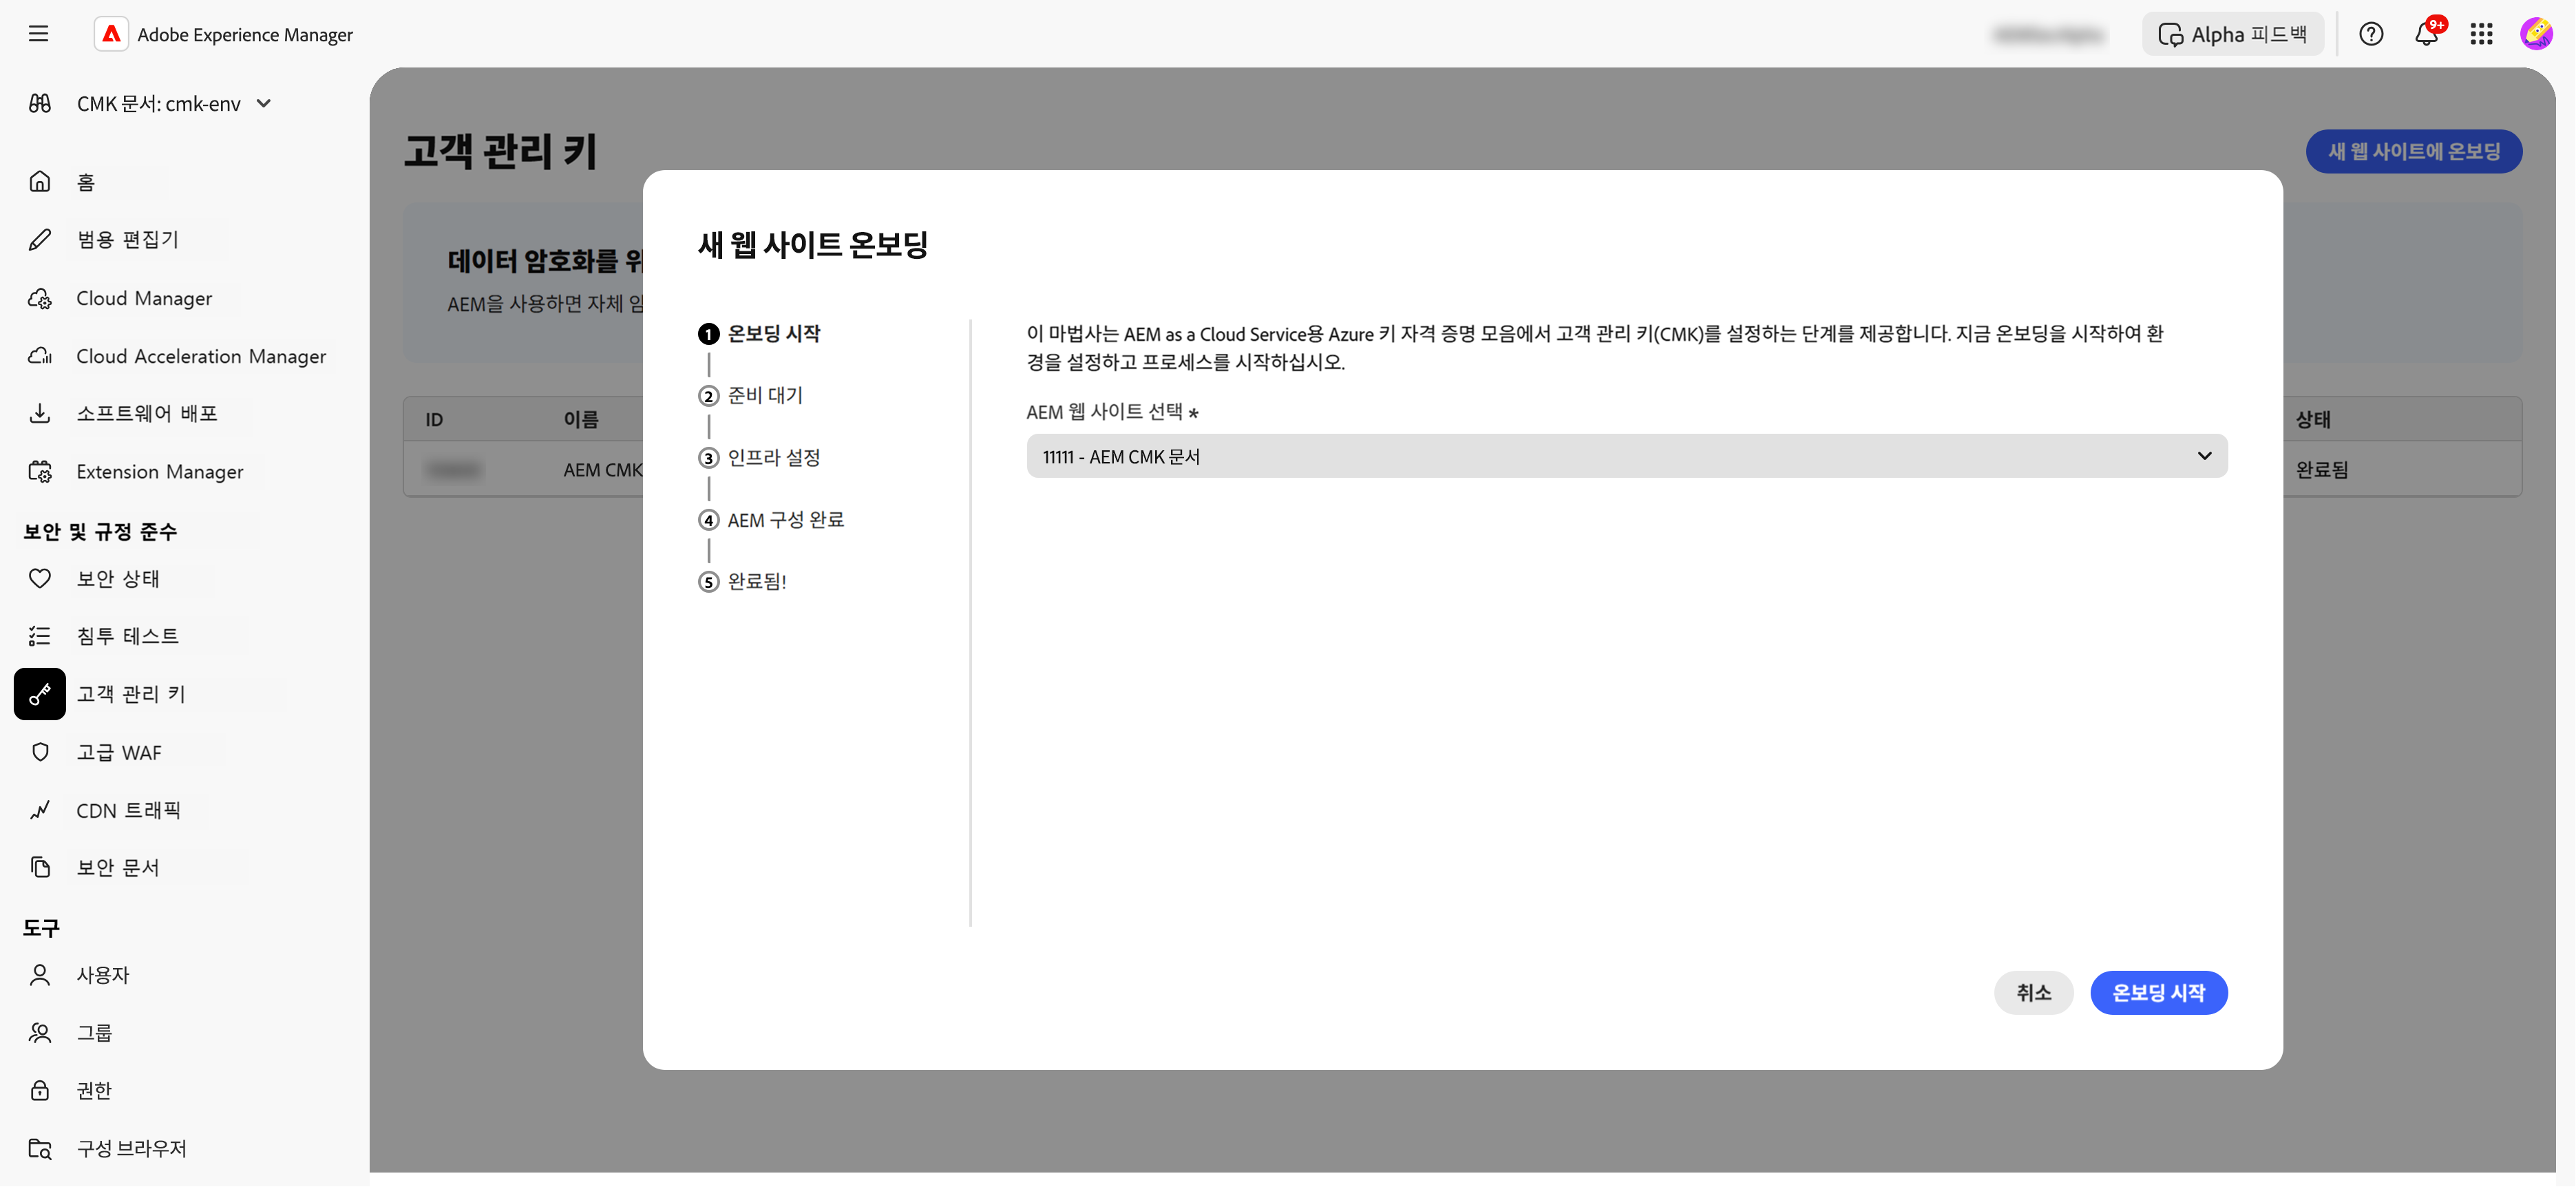 Adobe Experience Manager
Alpha 피드백
9+
CMK 문서: cmk-env
홈
범용 편집기
Cloud Manager
Cloud Acceleration Manager
소프트웨어 배포
Extension Manager
보안 및 규정 준수
보안 상태
침투 테스트
고객 관리 키
고급 WAF
CDN 트래픽
보안 문서
도구
사용자
그룹
권한
구성 브라우저
고객 관리 키
새 웹 사이트에 온보딩
데이터 암호화를 위
AEM을 사용하면 자체 암
ID 이름 상태
AEM CMK 완료됨
새 웹 사이트 온보딩
1 온보딩 시작
2 준비 대기
3 인프라 설정
4 AEM 구성 완료
5 완료됨!
이 마법사는 AEM as a Cloud Service용 Azure 키 자격 증명 모음에서 고객 관리 키(CMK)를 설정하는 단계를 제공합니다. 지금 온보딩을 시작하여 환
경을 설정하고 프로세스를 시작하십시오.
AEM 웹 사이트 선택 *
11111 - AEM CMK 문서
취소
온보딩 시작